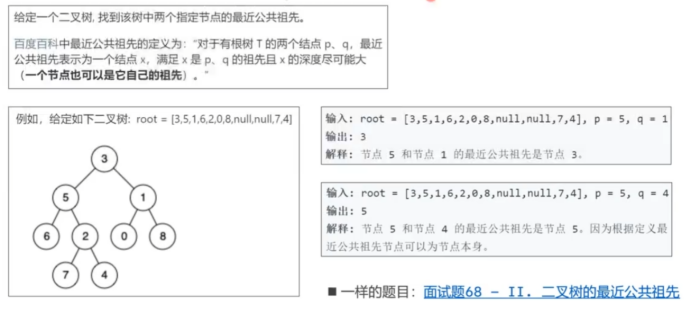 给定一个二叉树, 找到该树中两个指定节点的最近公共祖先。
百度百科中最近公共祖先的定义为：“对于有根树 T 的两个结点 p、q，最近
公共祖先表示为一个结点 x，满足 x 是 p、q 的祖先且 x 的深度尽可能大
（一个节点也可以是它自己的祖先）。”
例如，给定如下二叉树: root = [3,5,1,6,2,0,8,null,null,7,4]
3
5 1
6 2 0 8
7 4
输入: root = [3,5,1,6,2,0,8,null,null,7,4], p = 5, q = 1
输出: 3
解释: 节点 5 和节点 1 的最近公共祖先是节点 3。
输入: root = [3,5,1,6,2,0,8,null,null,7,4], p = 5, q = 4
输出: 5
解释: 节点 5 和节点 4 的最近公共祖先是节点 5。因为根据定义最
近公共祖先节点可以为节点本身。
■ 一样的题目：面试题68 - II. 二叉树的最近公共祖先